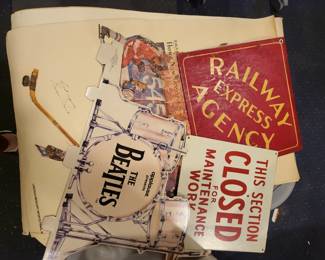 RAILWAY
EXPRESS
AGENCY
THIS SECTION
CLOSED
FOR
MAINTENANCE
WORK
THE
BEATLES